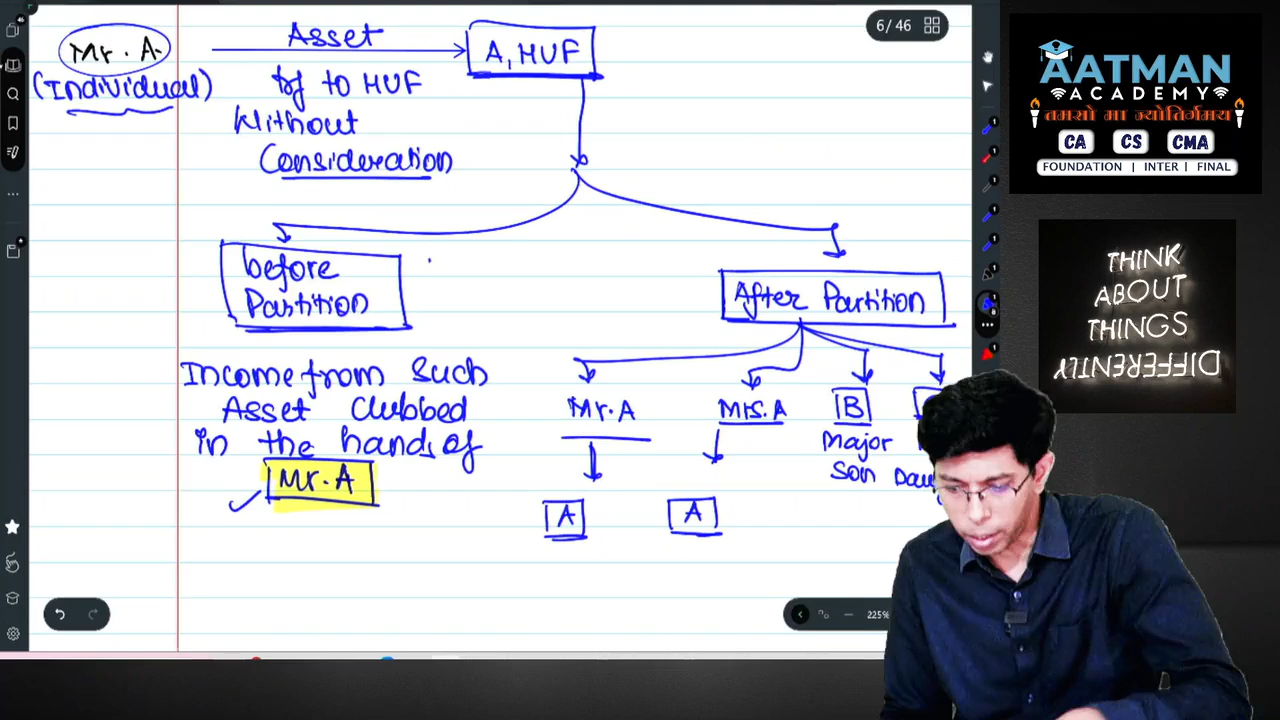 Mr. A
(Individual)
Asset
trf to HUF
Without
Consideration
A, HUF
before
Partition
After Partition
Income from Such
Asset Clubbed
in the hands of
Mr. A
Mr. A
Mrs. A
B
Major
Son
A
A
6 / 46
225%
AATMAN
ACADEMY
तमसो मा ज्योतिर्गमय
CA
CS
CMA
FOUNDATION | INTER | FINAL
THINK
ABOUT
THINGS
DIFFERENTLY